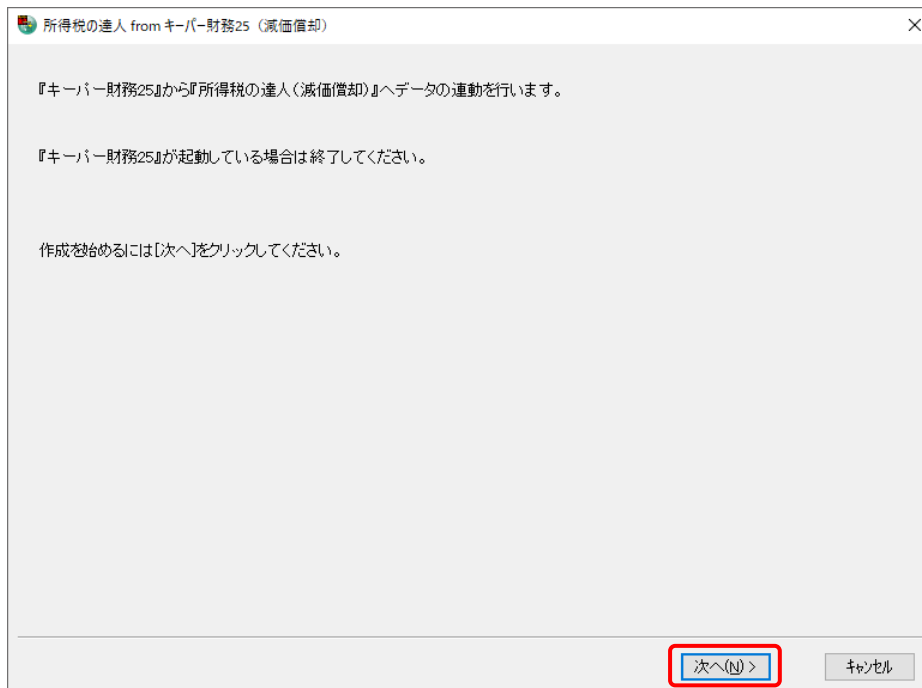 所得税の達人 from キーパー財務25（減価償却）
『キーパー財務25』から『所得税の達人（減価償却）』へデータの連動を行います。
『キーパー財務25』が起動している場合は終了してください。
作成を始めるには[次へ]をクリックしてください。
次へ(N) >
キャンセル